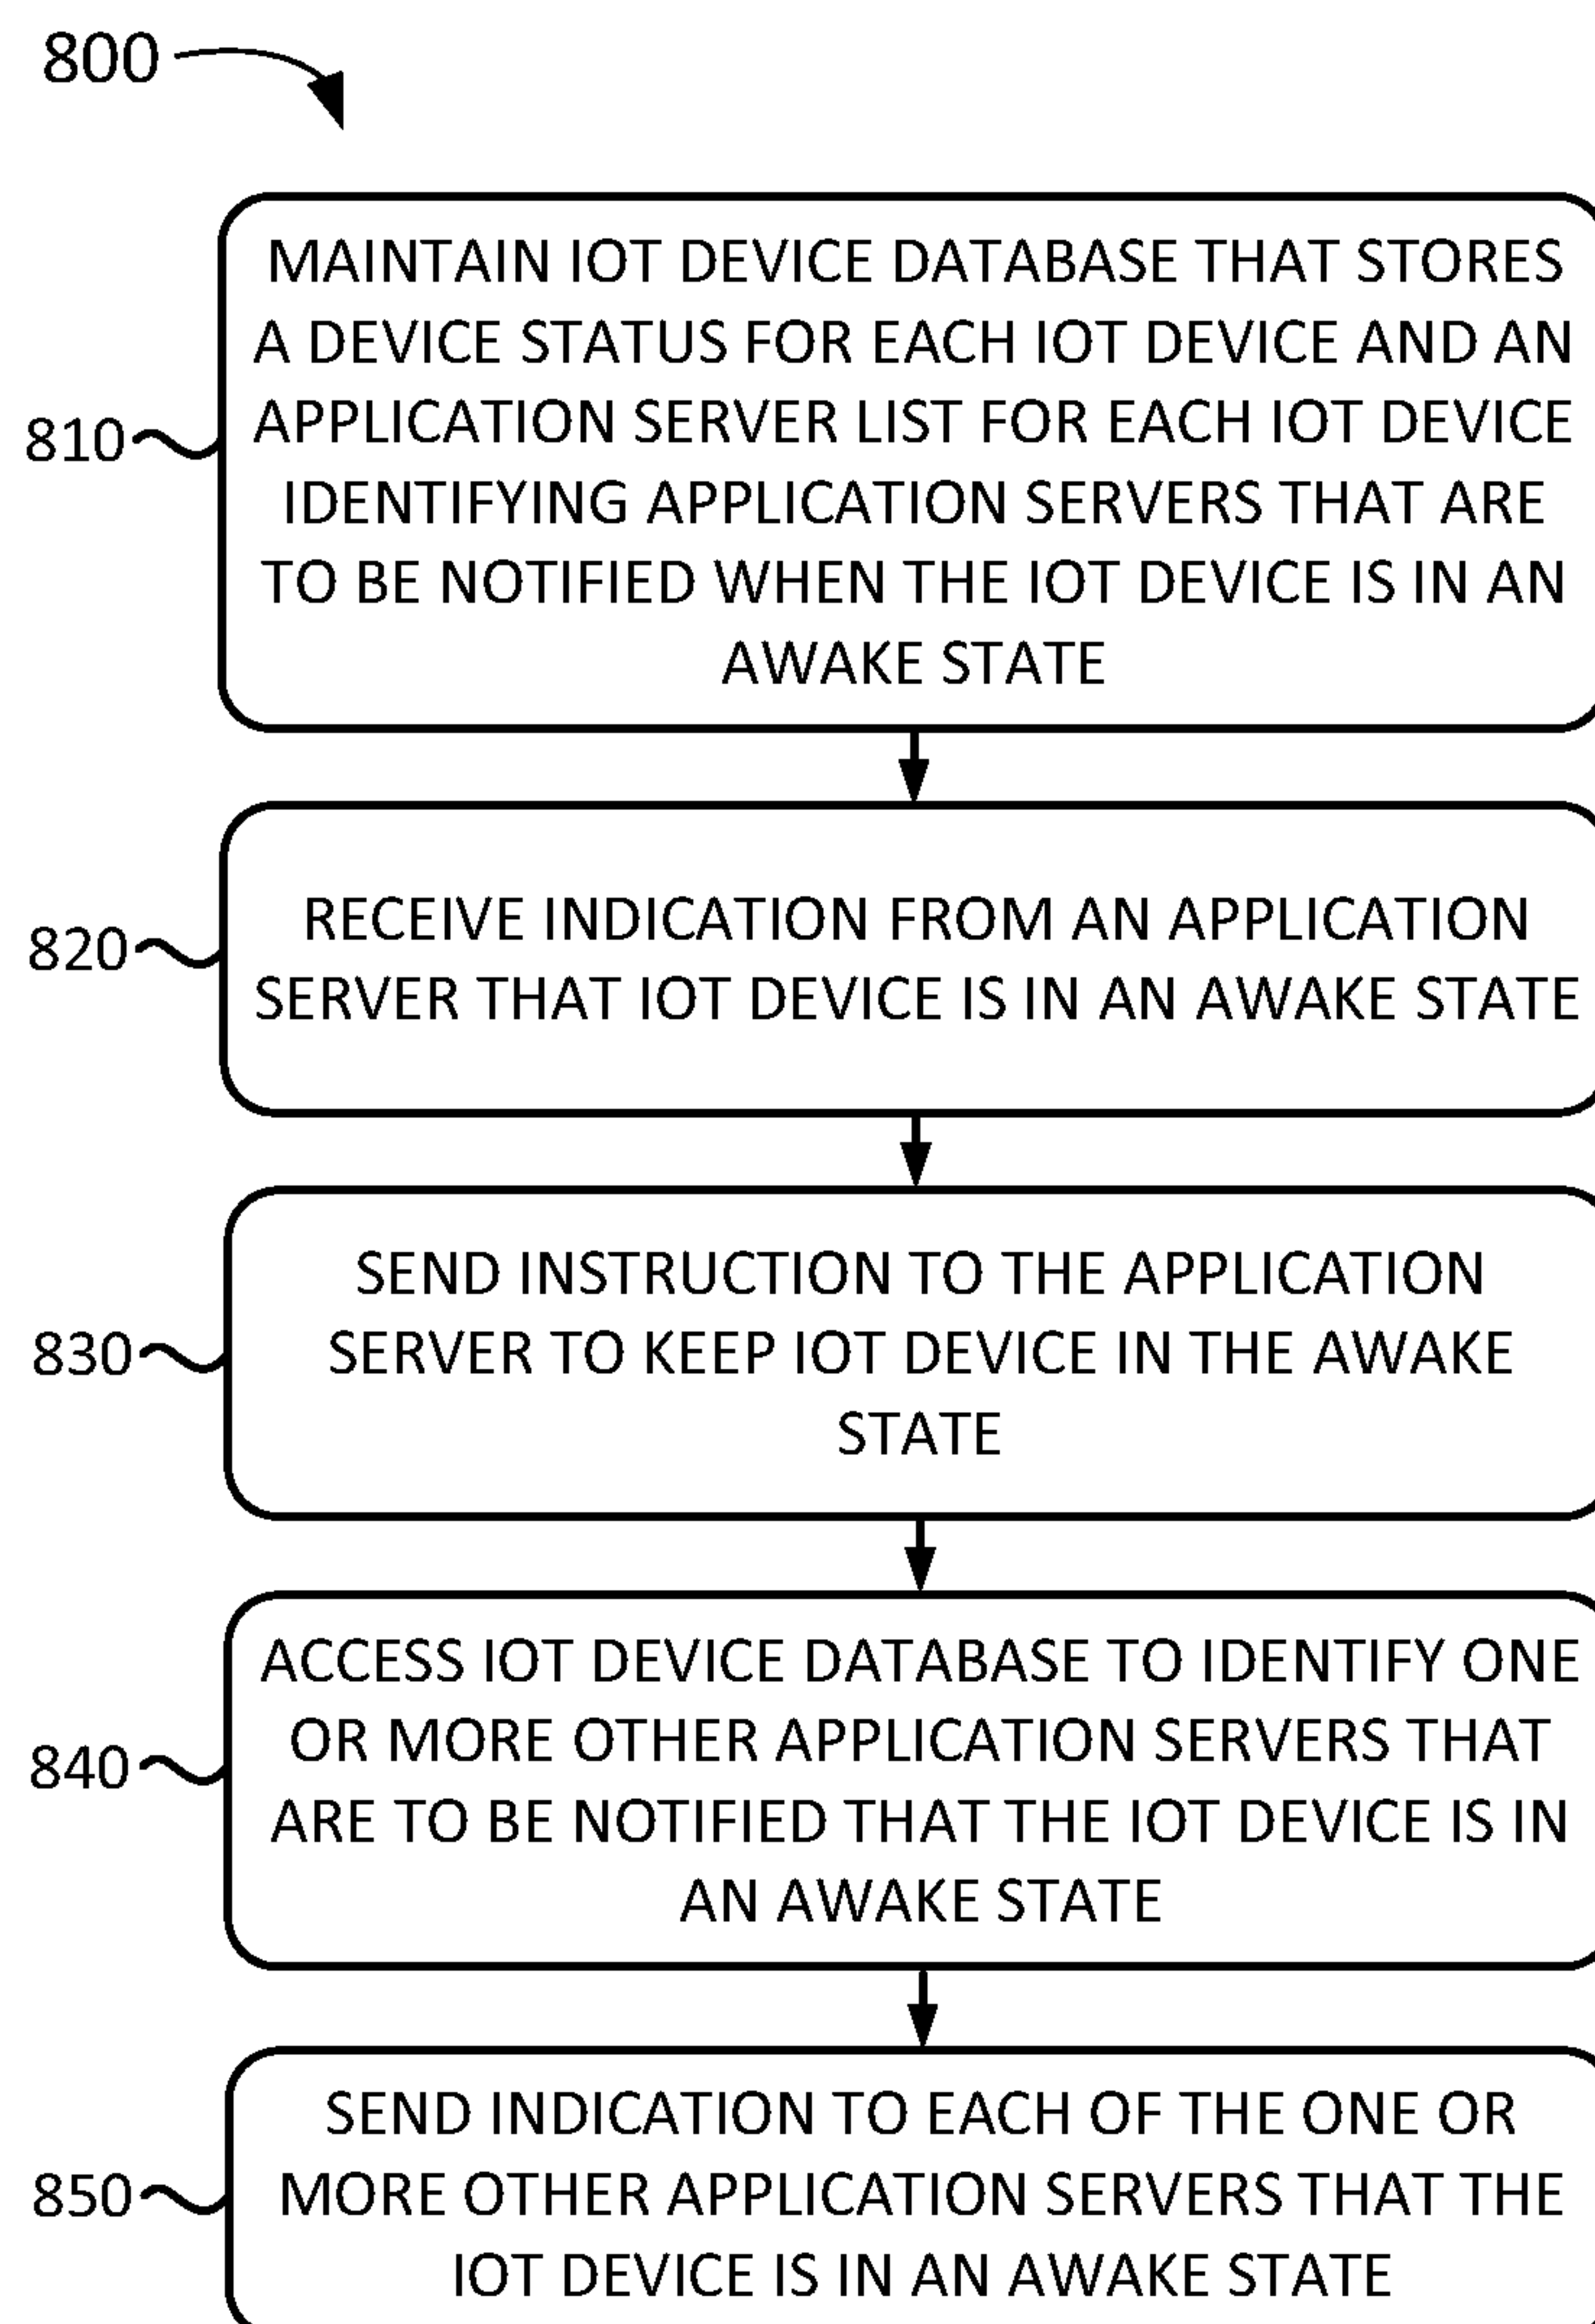 800
MAINTAIN IOT DEVICE DATABASE THAT STORES
A DEVICE STATUS FOR EACH IOT DEVICE AND AN
APPLICATION SERVER LIST FOR EACH IOT DEVICE
IDENTIFYING APPLICATION SERVERS THAT ARE
TO BE NOTIFIED WHEN THE IOT DEVICE IS IN AN
AWAKE STATE
810
RECEIVE INDICATION FROM AN APPLICATION
SERVER THAT IOT DEVICE IS IN AN AWAKE STATE
820
SEND INSTRUCTION TO THE APPLICATION
SERVER TO KEEP IOT DEVICE IN THE AWAKE
STATE
830
ACCESS IOT DEVICE DATABASE TO IDENTIFY ONE
OR MORE OTHER APPLICATION SERVERS THAT
ARE TO BE NOTIFIED THAT THE IOT DEVICE IS IN
AN AWAKE STATE
840
SEND INDICATION TO EACH OF THE ONE OR
MORE OTHER APPLICATION SERVERS THAT THE
IOT DEVICE IS IN AN AWAKE STATE
850